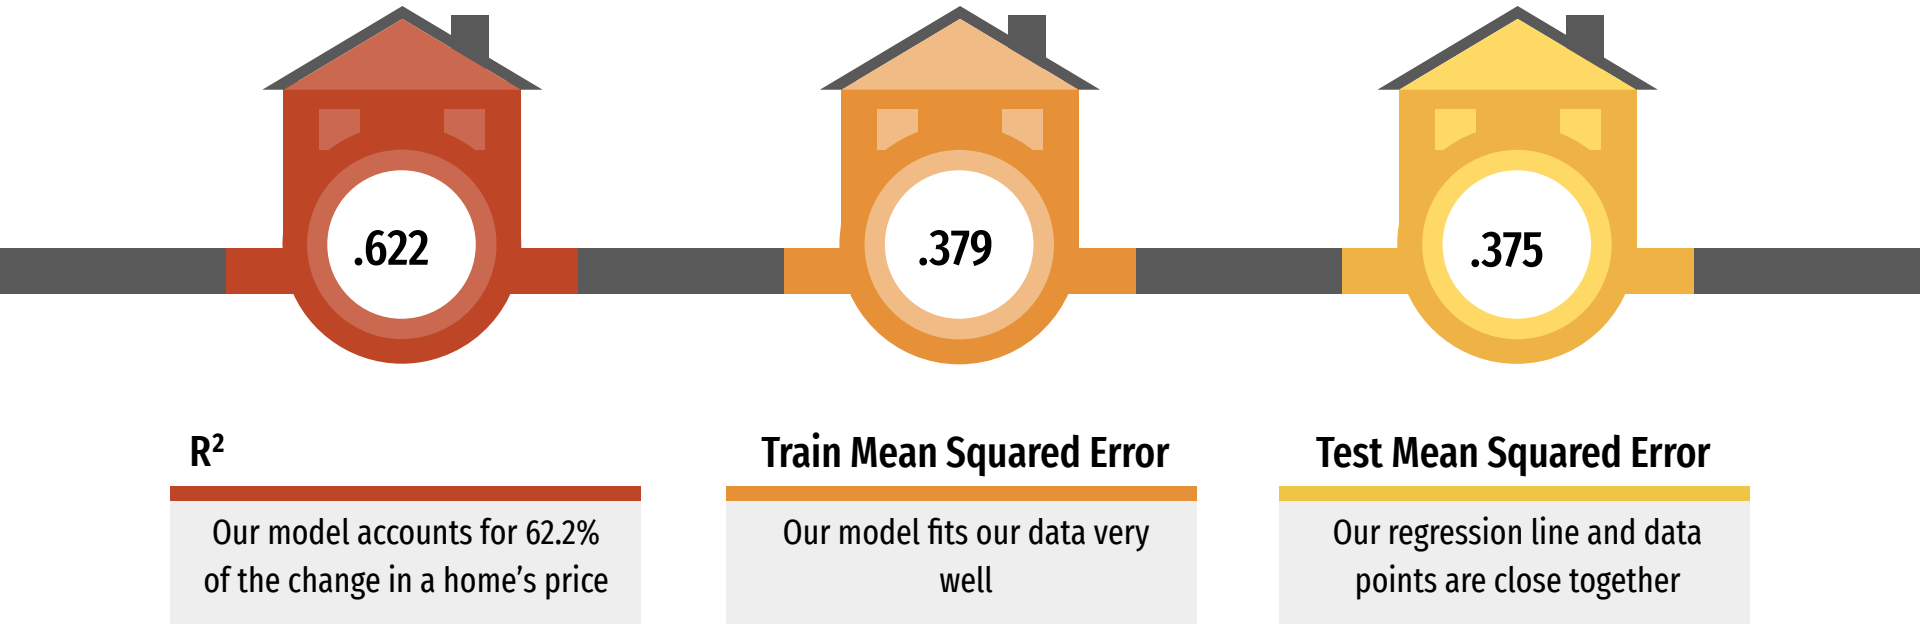 .622
.379
.375
R²
Our model accounts for 62.2%
of the change in a home’s price
Train Mean Squared Error
Our model fits our data very
well
Test Mean Squared Error
Our regression line and data
points are close together